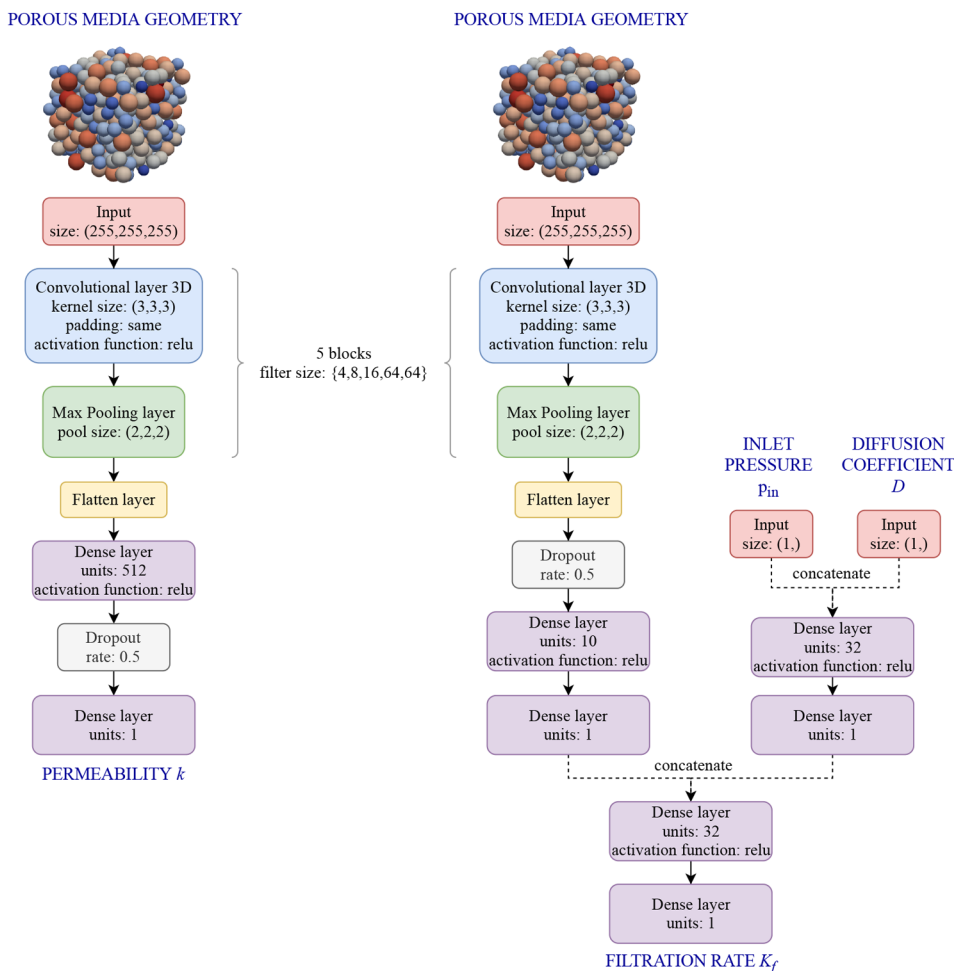 POROUS MEDIA GEOMETRY
Input
size: (255,255,255)
Convolutional layer 3D
kernel size: (3,3,3)
padding: same
activation function: relu
Max Pooling layer
pool size: (2,2,2)
Flatten layer
Dense layer
units: 512
activation function: relu
Dropout
rate: 0.5
Dense layer
units: 1
PERMEABILITY k
5 blocks
filter size: {4,8,16,64,64}
POROUS MEDIA GEOMETRY
Input
size: (255,255,255)
Convolutional layer 3D
kernel size: (3,3,3)
padding: same
activation function: relu
Max Pooling layer
pool size: (2,2,2)
Flatten layer
Dropout
rate: 0.5
Dense layer
units: 10
activation function: relu
Dense layer
units: 1
INLET
PRESSURE
p_in
Input
size: (1,)
DIFFUSION
COEFFICIENT
D
Input
size: (1,)
concatenate
Dense layer
units: 32
activation function: relu
Dense layer
units: 1
concatenate
Dense layer
units: 32
activation function: relu
Dense layer
units: 1
FILTRATION RATE K_f